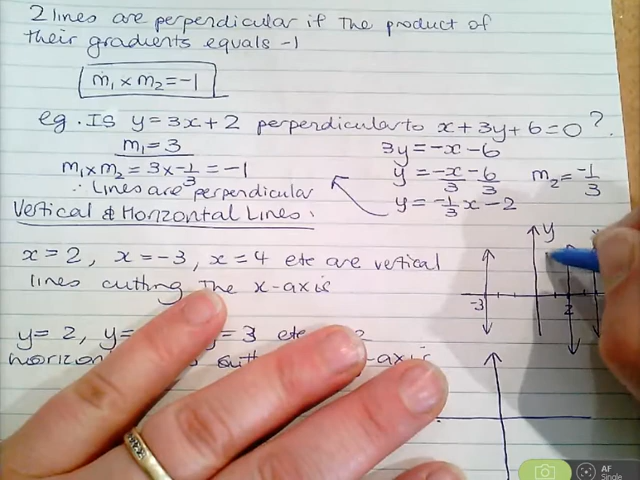 2 lines are perpendicular if the product of
their gradients equals -1
m₁ x m₂ = -1
eg. Is y=3x+2 perpendicular to x+3y+6=0?
m₁ = 3
m₁ x m₂ = 3 x -1/3 = -1
∴ Lines are perpendicular
3y = -x - 6
y = -x/3 - 6/3
y = -1/3 x - 2
m₂ = -1/3
Vertical & Horizontal Lines:
x=2, x=-3, x=4 etc are vertical
lines cutting the x-axis
y= 2, y= y= 3 etc
-axis
y
-3
2
AF
Single